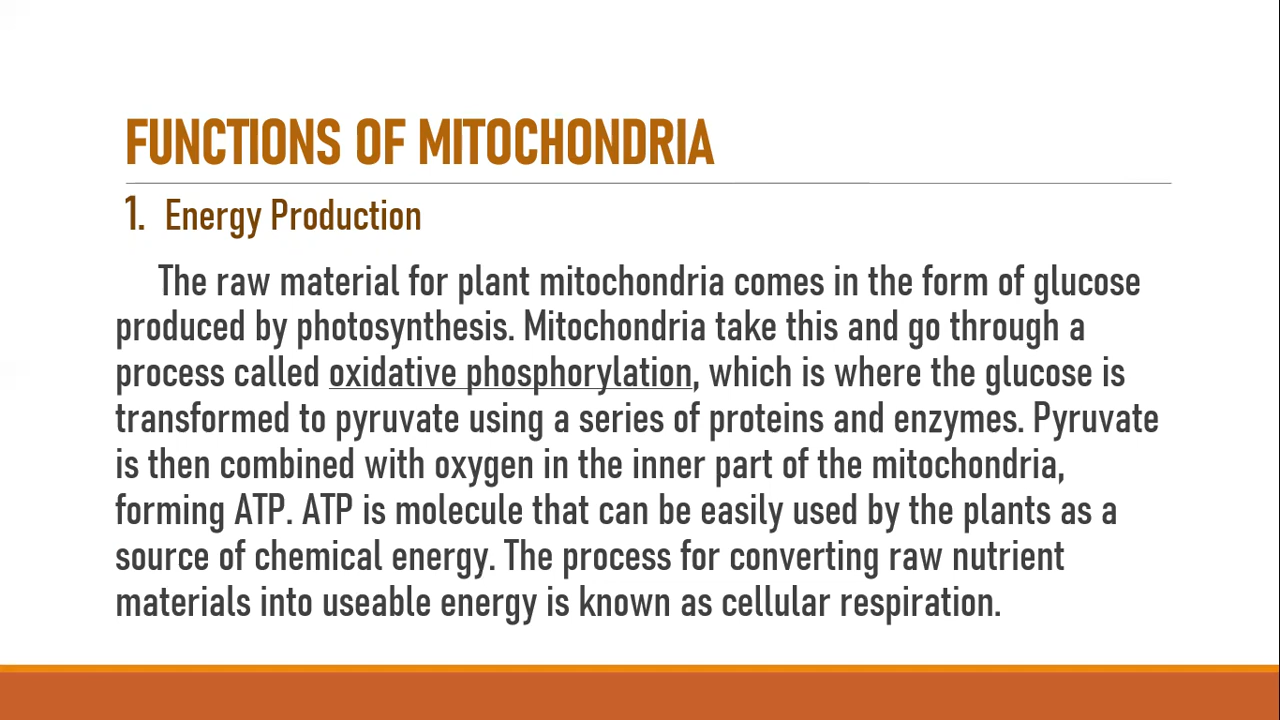 FUNCTIONS OF MITOCHONDRIA
1. Energy Production
The raw material for plant mitochondria comes in the form of glucose
produced by photosynthesis. Mitochondria take this and go through a
process called oxidative phosphorylation, which is where the glucose is
transformed to pyruvate using a series of proteins and enzymes. Pyruvate
is then combined with oxygen in the inner part of the mitochondria,
forming ATP. ATP is molecule that can be easily used by the plants as a
source of chemical energy. The process for converting raw nutrient
materials into useable energy is known as cellular respiration.